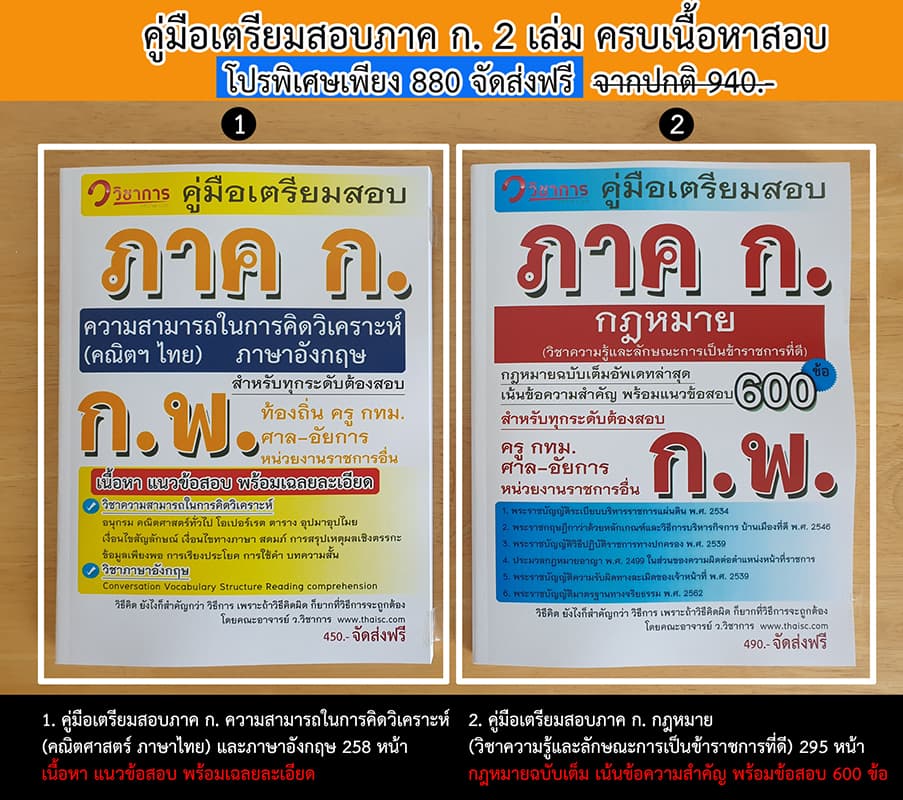 คู่มือเตรียมสอบภาค ก. 2 เล่ม ครบเนื้อหาสอบ
โปรพิเศษเพียง 880 จัดส่งฟรี จากปกติ 940.-
1
2
วิชาการ คู่มือเตรียมสอบ
ภาค ก.
ความสามารถในการคิดวิเคราะห์
(คณิตฯ ไทย) ภาษาอังกฤษ
สำหรับทุกระดับต้องสอบ
ก.พ.
ท้องถิ่น ครู กทม.
ศาล-อัยการ
หน่วยงานราชการอื่น
เนื้อหา แนวข้อสอบ พร้อมเฉลยละเอียด
วิชาความสามารถในการคิดวิเคราะห์
อนุกรม คณิตศาสตร์ทั่วไป โอเปอร์เรต ตาราง อุปมาอุปไมย
เงื่อนไขสัญลักษณ์ เงื่อนไขทางภาษา สดมภ์ การสรุปเหตุผลเชิงตรรกะ
ข้อมูลเพียงพอ การเรียงประโยค การใช้คำ บทความสั้น
วิชาภาษาอังกฤษ
Conversation Vocabulary Structure Reading comprehension
วิธีคิด ยังไงก็สำคัญกว่า วิธีการ เพราะถ้าวิธีคิดผิด ก็ยากที่วิธีการจะถูกต้อง
โดยคณะอาจารย์ ว.วิชาการ www.thaisc.com
450.- จัดส่งฟรี
วิชาการ คู่มือเตรียมสอบ
ภาค ก.
กฎหมาย
(วิชาความรู้และลักษณะการเป็นข้าราชการที่ดี)
กฎหมายฉบับเต็มอัพเดทล่าสุด
เน้นข้อความสำคัญ พร้อมแนวข้อสอบ 600 ข้อ
สำหรับทุกระดับต้องสอบ
ครู กทม.
ศาล-อัยการ
หน่วยงานราชการอื่น
ก.พ.
1. พระราชบัญญัติระเบียบบริหารราชการแผ่นดิน พ.ศ. 2534
2. พระราชกฤษฎีกาว่าด้วยหลักเกณฑ์และวิธีการบริหารกิจการ บ้านเมืองที่ดี พ.ศ. 2546
3. พระราชบัญญัติวิธีปฏิบัติราชการทางปกครอง พ.ศ. 2539
4. ประมวลกฎหมายอาญา พ.ศ. 2499 ในส่วนของความผิดต่อตำแหน่งหน้าที่ราชการ
5. พระราชบัญญัติความรับผิดทางละเมิดของเจ้าหน้าที่ พ.ศ. 2539
6. พระราชบัญญัติมาตรฐานทางจริยธรรม พ.ศ. 2562
วิธีคิด ยังไงก็สำคัญกว่า วิธีการ เพราะถ้าวิธีคิดผิด ก็ยากที่วิธีการจะถูกต้อง
โดยคณะอาจารย์ ว.วิชาการ www.thaisc.com
490.- จัดส่งฟรี
1. คู่มือเตรียมสอบภาค ก. ความสามารถในการคิดวิเคราะห์
(คณิตศาสตร์ ภาษาไทย) และภาษาอังกฤษ 258 หน้า
เนื้อหา แนวข้อสอบ พร้อมเฉลยละเอียด
2. คู่มือเตรียมสอบภาค ก. กฎหมาย
(วิชาความรู้และลักษณะการเป็นข้าราชการที่ดี) 295 หน้า
กฎหมายฉบับเต็ม เน้นข้อความสำคัญ พร้อมข้อสอบ 600 ข้อ